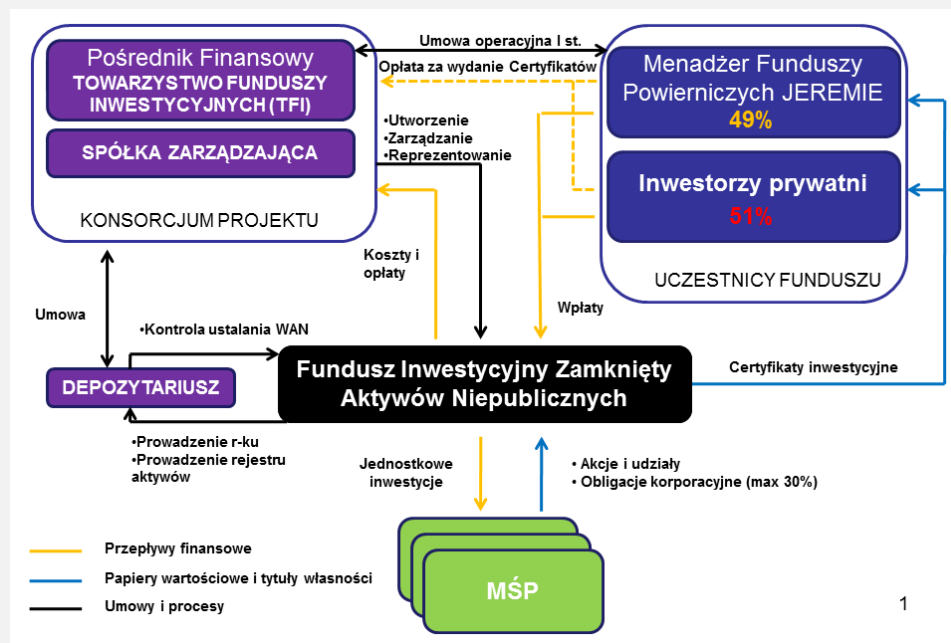 Pośrednik Finansowy
TOWARZYSTWO FUNDUSZY
INWESTYCYJNYCH (TFI)
SPÓŁKA ZARZĄDZAJĄCA
KONSORCJUM PROJEKTU
Umowa operacyjna I st.
Opłata za wydanie Certyfikatów
•Utworzenie
•Zarządzanie
•Reprezentowanie
Menadżer Funduszy
Powierniczych JEREMIE
49%
Inwestorzy prywatni
51%
UCZESTNICY FUNDUSZU
Koszty i
opłaty
Wpłaty
Umowa
•Kontrola ustalania WAN
DEPOZYTARIUSZ
Fundusz Inwestycyjny Zamknięty
Aktywów Niepublicznych
Certyfikaty inwestycyjne
•Prowadzenie r-ku
•Prowadzenie rejestru
aktywów
Jednostkowe
inwestycje
• Akcje i udziały
• Obligacje korporacyjne (max 30%)
MŚP
Przepływy finansowe
Papiery wartościowe i tytuły własności
Umowy i procesy
1